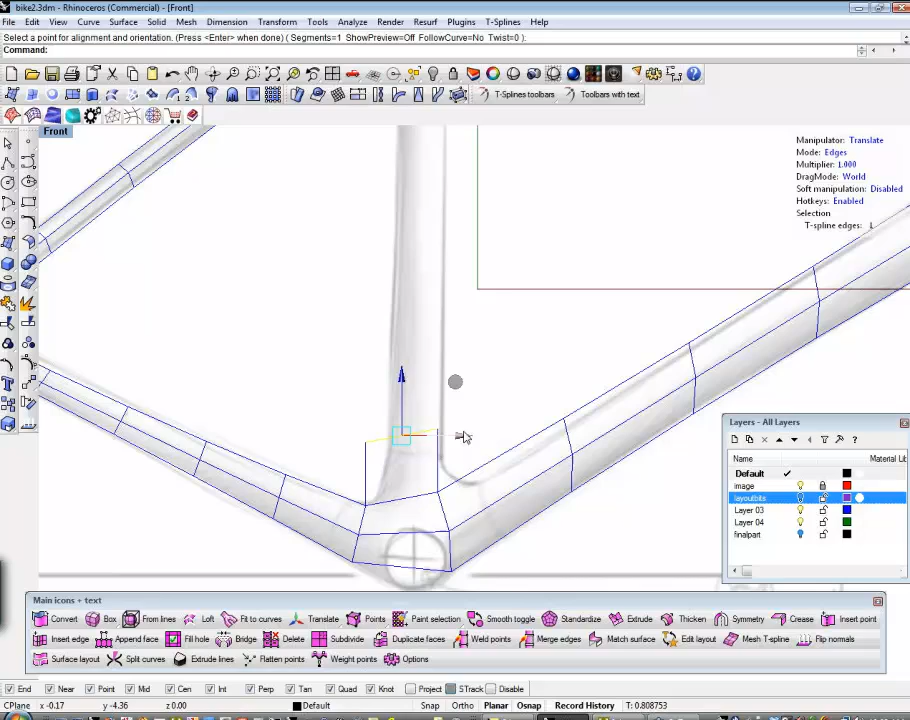 bike2.3dm - Rhinoceros (Commercial) - [Front]
File Edit View Curve Surface Solid Mesh Dimension Transform Tools Analyze Render Resurf Plugins T-Splines Help
Select a point for alignment and orientation. (Press <Enter> when done) ( Segments=1 ShowPreview=Off FollowCurve=No Twist=0 ):
Command:
T-Splines toolbars Toolbars with text
Front
Manipulator: Translate
Mode: Edges
Multiplier: 1.000
DragMode: World
Soft manipulation: Disabled
Hotkeys: Enabled
Selection
T-spline edges:
Layers - All Layers
Name Material Lib
Default
image
layoutbits
Layer 03
Layer 04
finalpart
Main icons + text
Convert Box From lines Loft Fit to curves Translate Points Paint selection Smooth toggle Standardize Extrude Thicken Symmetry Crease Insert point
Insert edge Append face Fill hole Bridge Delete Subdivide Duplicate faces Weld points Merge edges Match surface Edit layout Mesh T-spline Flip normals
Surface layout Split curves Extrude lines Flatten points Weight points Options
End Near Point Mid Cen Int Perp Tan Quad Knot Project STrack Disable
CPlane x -0.17 y -4.36 z 0.00 Default Snap Ortho Planar Osnap Record History T: 0.808753